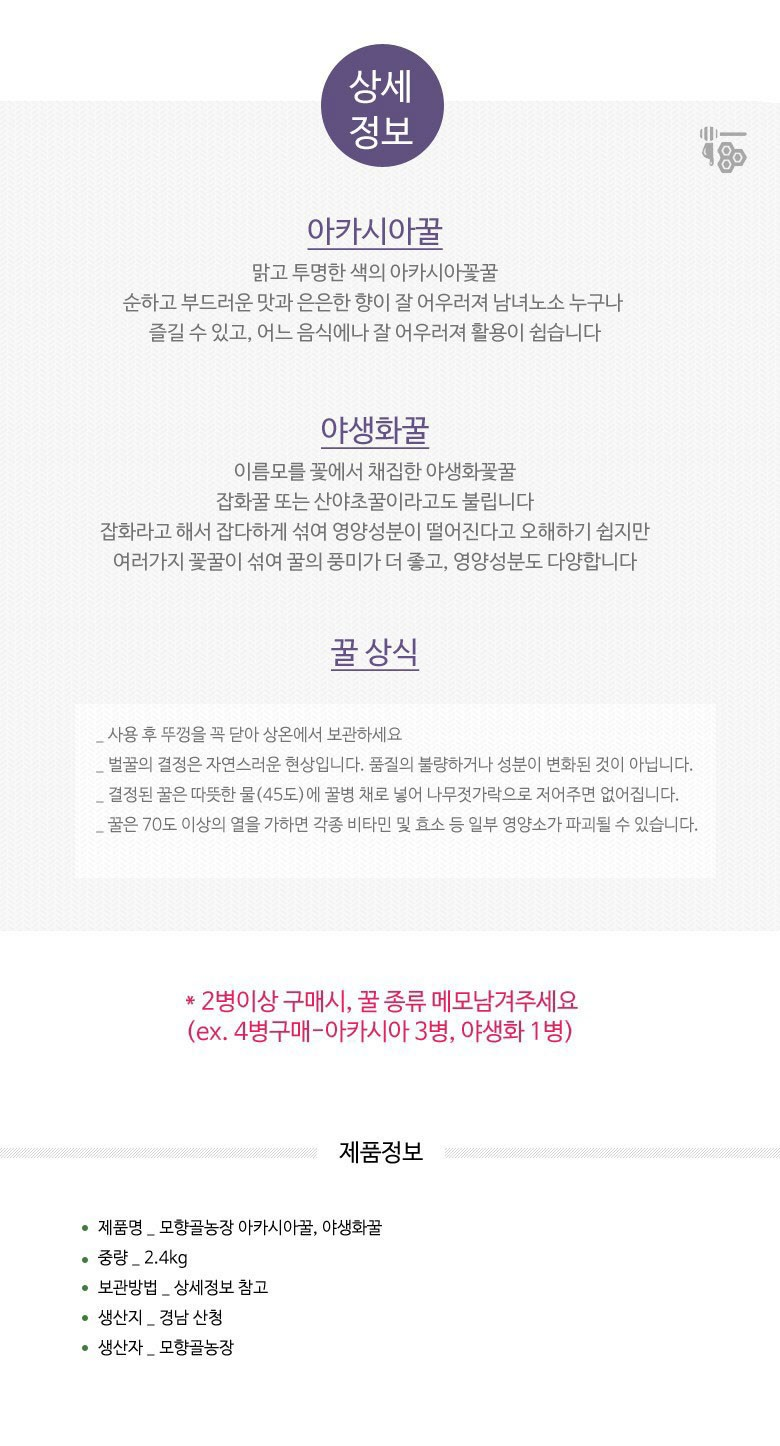 상세
정보
아카시아꿀
맑고 투명한 색의 아카시아꽃꿀
순하고 부드러운 맛과 은은한 향이 잘 어우러져 남녀노소 누구나
즐길 수 있고, 어느 음식에나 잘 어우러져 활용이 쉽습니다
야생화꿀
이름모를 꽃에서 채집한 야생화꽃꿀
잡화꿀 또는 산야초꿀이라고도 불립니다
잡화라고 해서 잡다하게 섞여 영양성분이 떨어진다고 오해하기 쉽지만
여러가지 꽃꿀이 섞여 꿀의 풍미가 더 좋고, 영양성분도 다양합니다
꿀 상식
_ 사용 후 뚜껑을 꼭 닫아 상온에서 보관하세요
_ 벌꿀의 결정은 자연스러운 현상입니다. 품질의 불량하거나 성분이 변화된 것이 아닙니다.
_ 결정된 꿀은 따뜻한 물(45도)에 꿀병 채로 넣어 나무젓가락으로 저어주면 없어집니다.
_ 꿀은 70도 이상의 열을 가하면 각종 비타민 및 효소 등 일부 영양소가 파괴될 수 있습니다.
* 2병이상 구매시, 꿀 종류 메모남겨주세요
(ex. 4병구매-아카시아 3병, 야생화 1병)
제품정보
• 제품명 _ 모향골농장 아카시아꿀, 야생화꿀
• 중량 _ 2.4kg
• 보관방법 _ 상세정보 참고
• 생산지 _ 경남 산청
• 생산자 _ 모향골농장